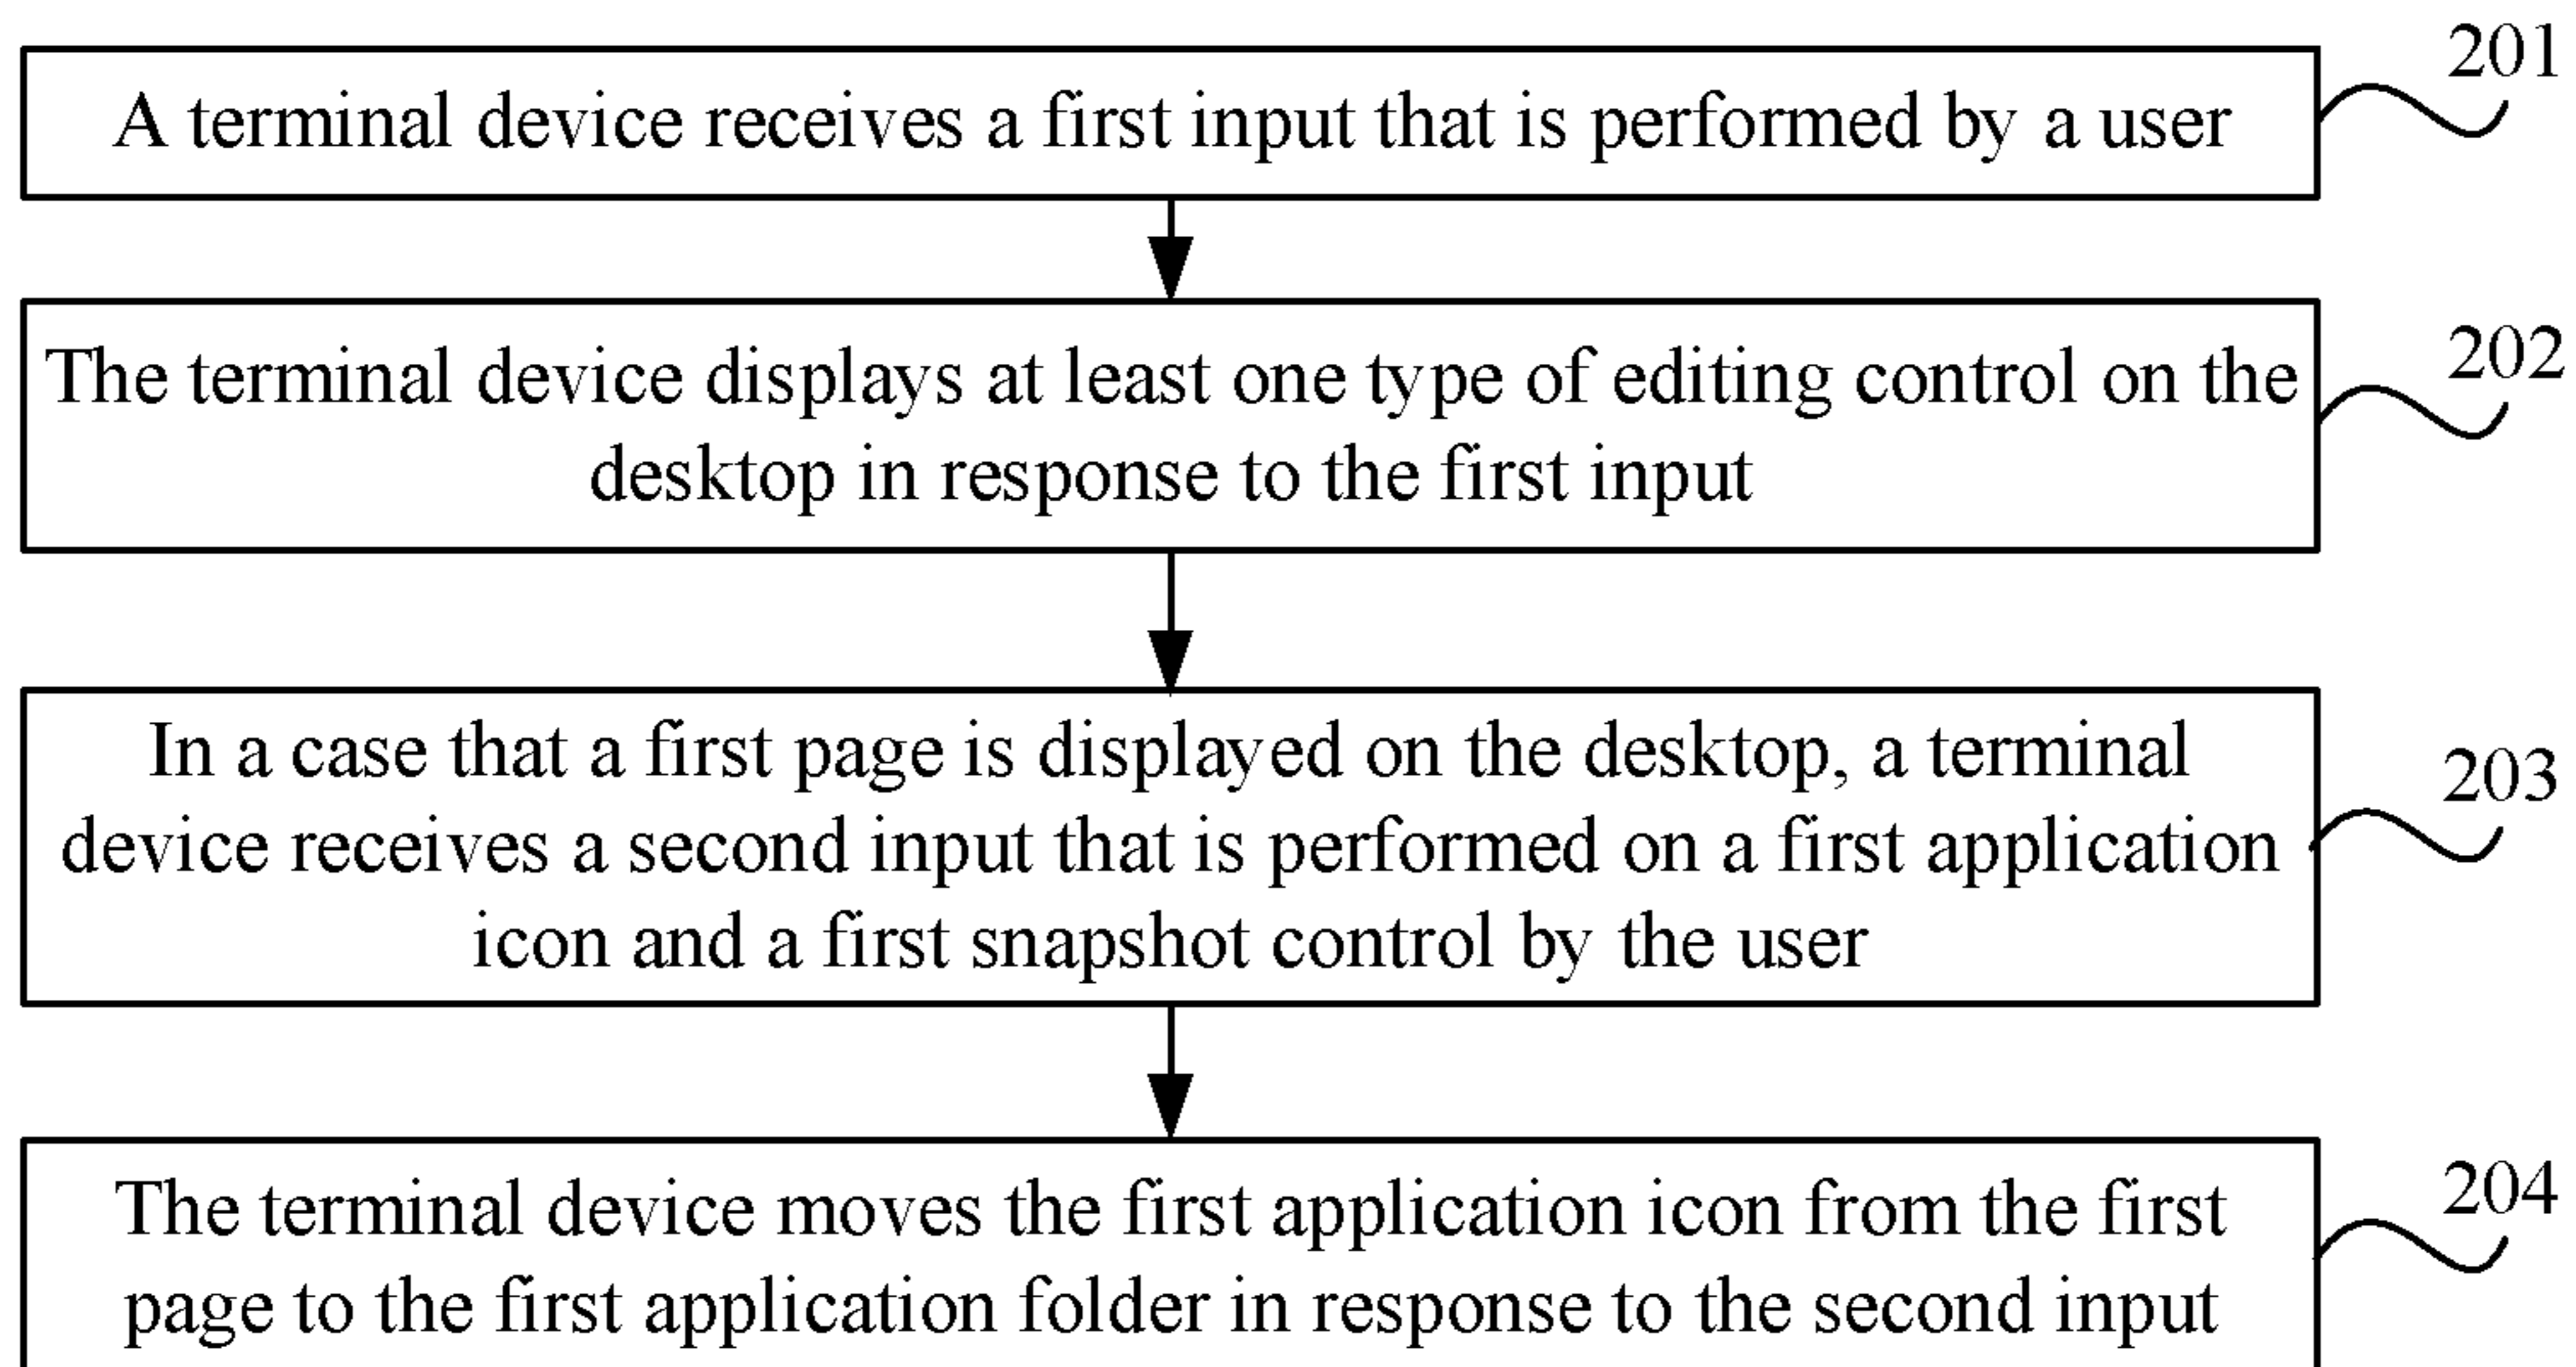 201
A terminal device receives a first input that is performed by a user
202
The terminal device displays at least one type of editing control on the
desktop in response to the first input
203
In a case that a first page is displayed on the desktop, a terminal
device receives a second input that is performed on a first application
icon and a first snapshot control by the user
204
The terminal device moves the first application icon from the first
page to the first application folder in response to the second input